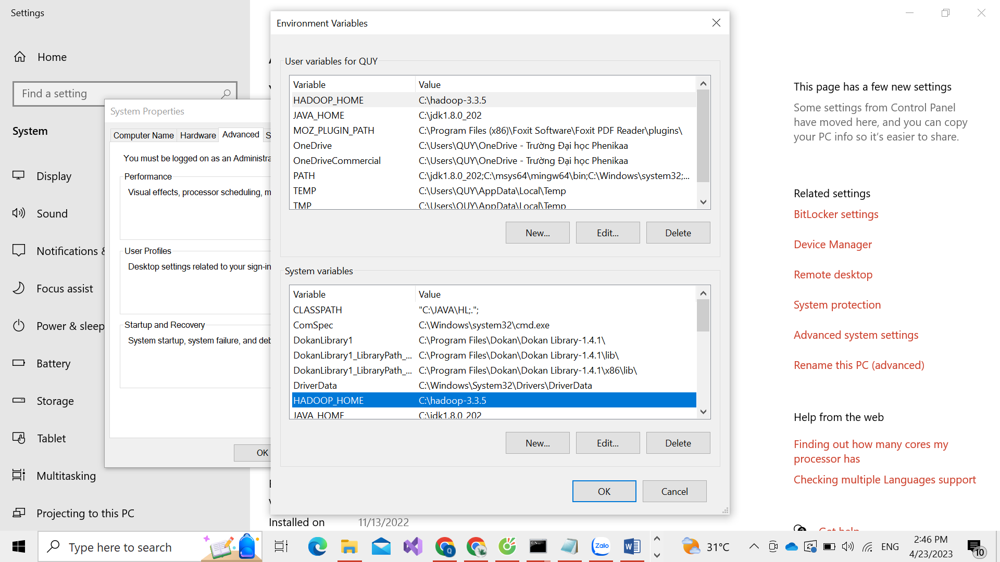 Settings
Home
Find a setting
System
Display
Sound
Notifications &
Focus assist
Power & sleep
Battery
Storage
Tablet
Multitasking
Projecting to this PC
System Properties
Computer Name
Hardware
Advanced
You must be logged on as an Administra
Performance
Visual effects, processor scheduling, m
User Profiles
Desktop settings related to your sign-in
Startup and Recovery
System startup, system failure, and deb
OK
Environment Variables
User variables for QUY
Variable Value
HADOOP_HOME C:\hadoop-3.3.5
JAVA_HOME C:\jdk1.8.0_202
MOZ_PLUGIN_PATH C:\Program Files (x86)\Foxit Software\Foxit PDF Reader\plugins\
OneDrive C:\Users\QUY\OneDrive - Trường Đại học Phenikaa
OneDriveCommercial C:\Users\QUY\OneDrive - Trường Đại học Phenikaa
PATH C:\jdk1.8.0_202;C:\msys64\mingw64\bin;C:\Windows\system32;...
TEMP C:\Users\QUY\AppData\Local\Temp
TMP C:\Users\QUY\AppData\Local\Temp
New... Edit... Delete
System variables
Variable Value
CLASSPATH "C:\JAVA\HL;.";
ComSpec C:\Windows\system32\cmd.exe
DokanLibrary1 C:\Program Files\Dokan\Dokan Library-1.4.1\
DokanLibrary1_LibraryPath_... C:\Program Files\Dokan\Dokan Library-1.4.1\lib\
DokanLibrary1_LibraryPath_... C:\Program Files\Dokan\Dokan Library-1.4.1\x86\lib\
DriverData C:\Windows\System32\Drivers\DriverData
HADOOP_HOME C:\hadoop-3.3.5
JAVA_HOME C:\jdk1.8.0_202
New... Edit... Delete
OK Cancel
Installed on 11/13/2022
This page has a few new settings
Some settings from Control Panel
have moved here, and you can copy
your PC info so it's easier to share.
Related settings
BitLocker settings
Device Manager
Remote desktop
System protection
Advanced system settings
Rename this PC (advanced)
Help from the web
Finding out how many cores my
processor has
Checking multiple Languages support
Get help
Type here to search
Zalo
31°C
ENG
2:46 PM
4/23/2023
10